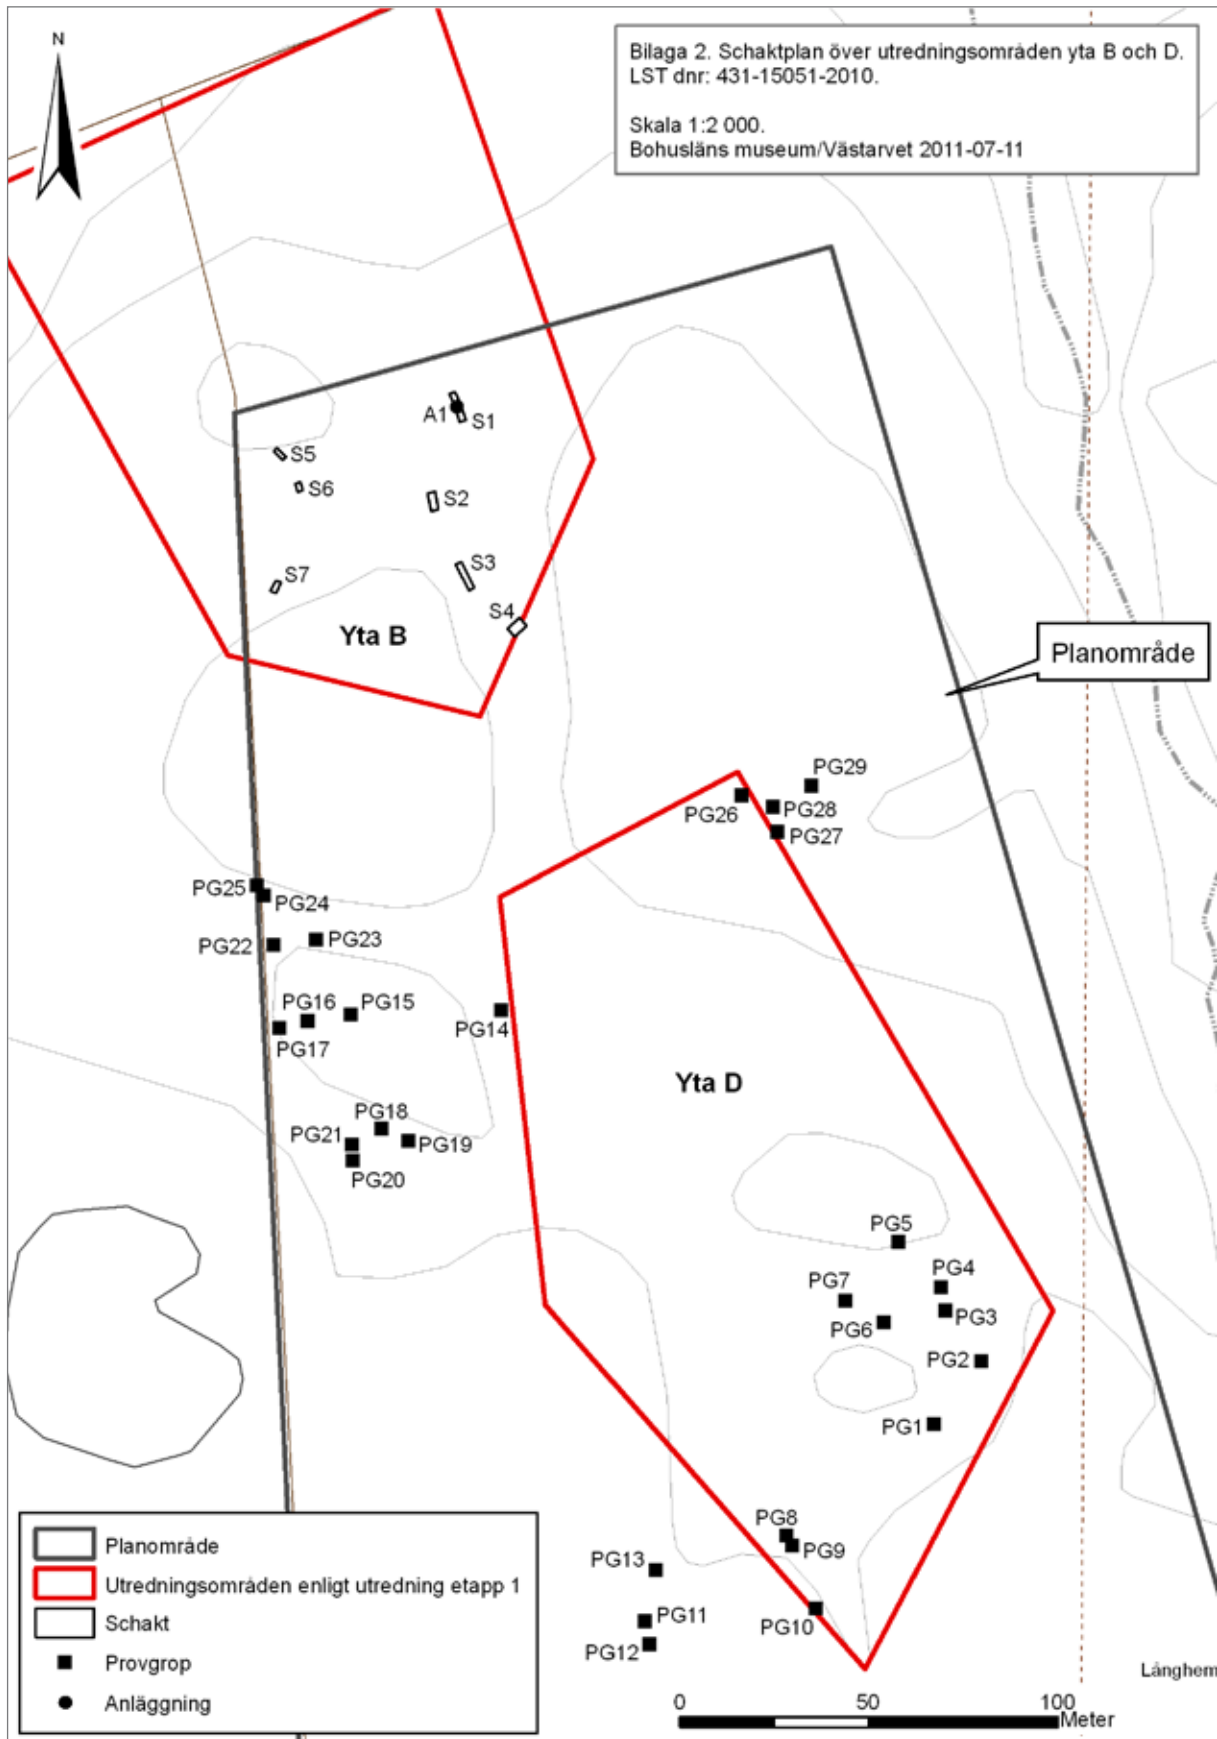 N
Bilaga 2. Schaktplan över utredningsområden yta B och D.
LST dnr: 431-15051-2010.
Skala 1:2 000.
Bohusläns museum/Västarvet 2011-07-11
A1
S1
S5
S6
S2
S3
S7
S4
Yta B
Planområde
PG29
PG26
PG28
PG27
PG25
PG24
PG22
PG23
PG16
PG15
PG14
PG17
Yta D
PG18
PG21
PG19
PG20
PG5
PG4
PG7
PG3
PG6
PG2
PG1
PG8
PG9
PG13
PG11
PG10
PG12
Långhem
Planområde
Utredningsområden enligt utredning etapp 1
Schakt
Provgrop
Anläggning
0 50 100
Meter